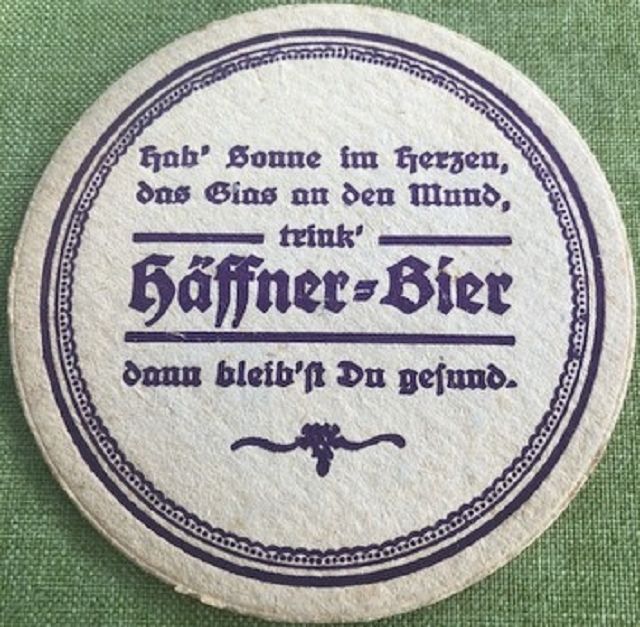 Hab' Sonne im Herzen,
das Glas an den Mund,
trink'
Häffner=Bier
dann bleib'st Du gesund.